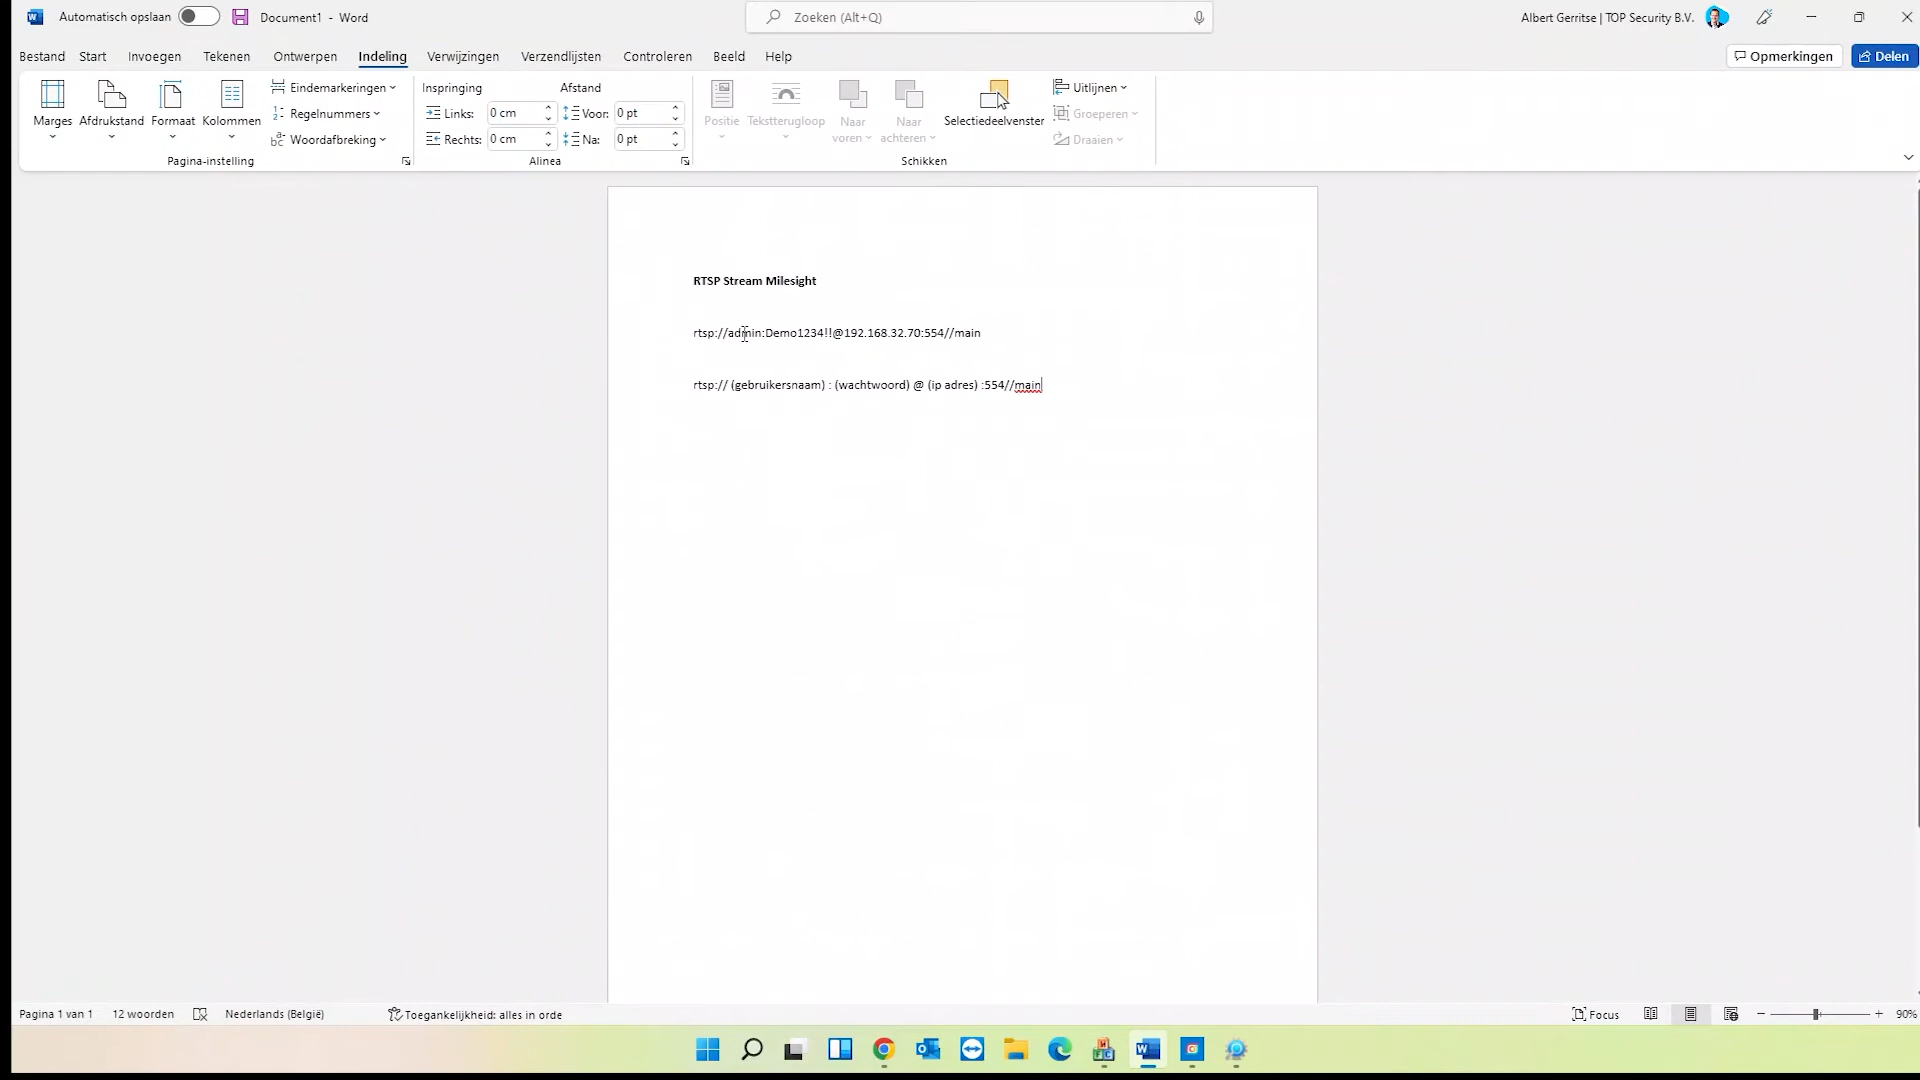 Automatisch opslaan Document1 - Word Zoeken (Alt+Q) Albert Gerritse | TOP Security B.V.
Bestand Start Invoegen Tekenen Ontwerpen Indeling Verwijzingen Verzendlijsten Controleren Beeld Help Opmerkingen Delen
Marges Afdrukstand Formaat Kolommen
Eindemarkeringen
Regelnummers
Woordafbreking
Pagina-instelling
Inspringing Afstand
Links: 0 cm Voor: 0 pt
Rechts: 0 cm Na: 0 pt
Alinea
Positie Tekstterugloop Naar voren Naar achteren Selectiedeelvenster
Uitlijnen
Groeperen
Draaien
Schikken
RTSP Stream Milesight
rtsp://admin:Demo1234!!@192.168.32.70:554//main
rtsp:// (gebruikersnaam) : (wachtwoord) @ (ip adres) :554//main
Pagina 1 van 1 12 woorden Nederlands (België) Toegankelijkheid: alles in orde Focus 90%